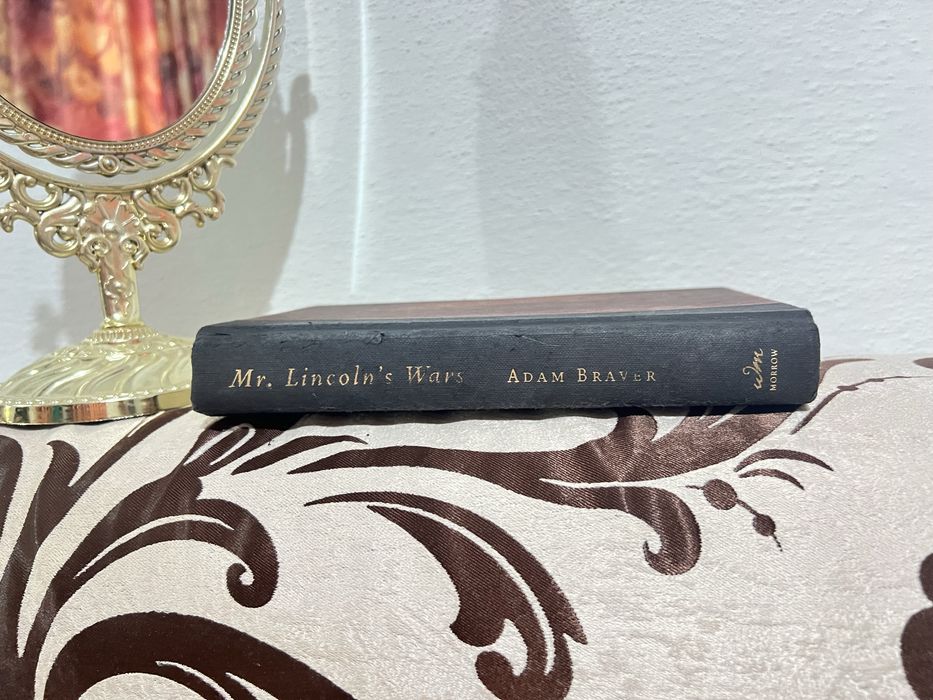 Mr. Lincoln's Wars
ADAM BRAVER
wm
MORROW